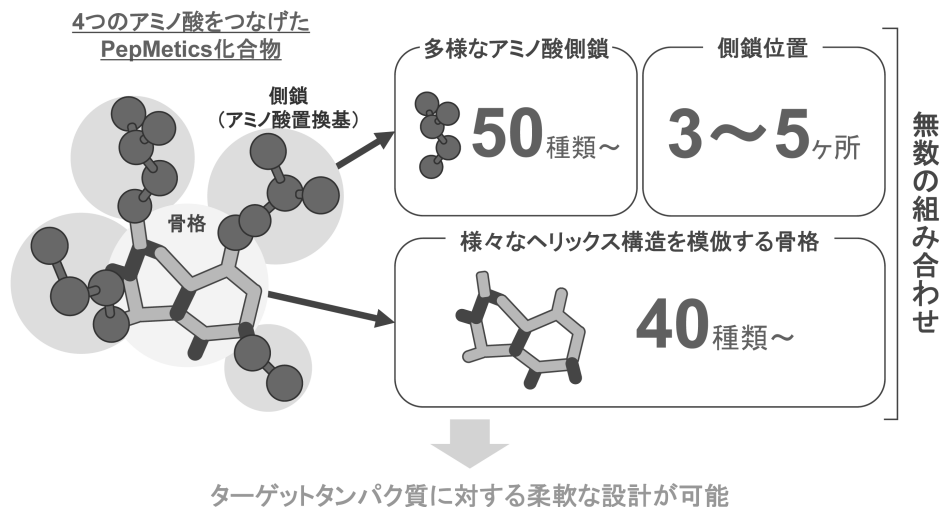 4つのアミノ酸をつなげた
PepMetics化合物
側鎖
（アミノ酸置換基）
骨格
多様なアミノ酸側鎖
50種類～
側鎖位置
3～5ヶ所
様々なヘリックス構造を模倣する骨格
40種類～
無数の組み合わせ
ターゲットタンパク質に対する柔軟な設計が可能